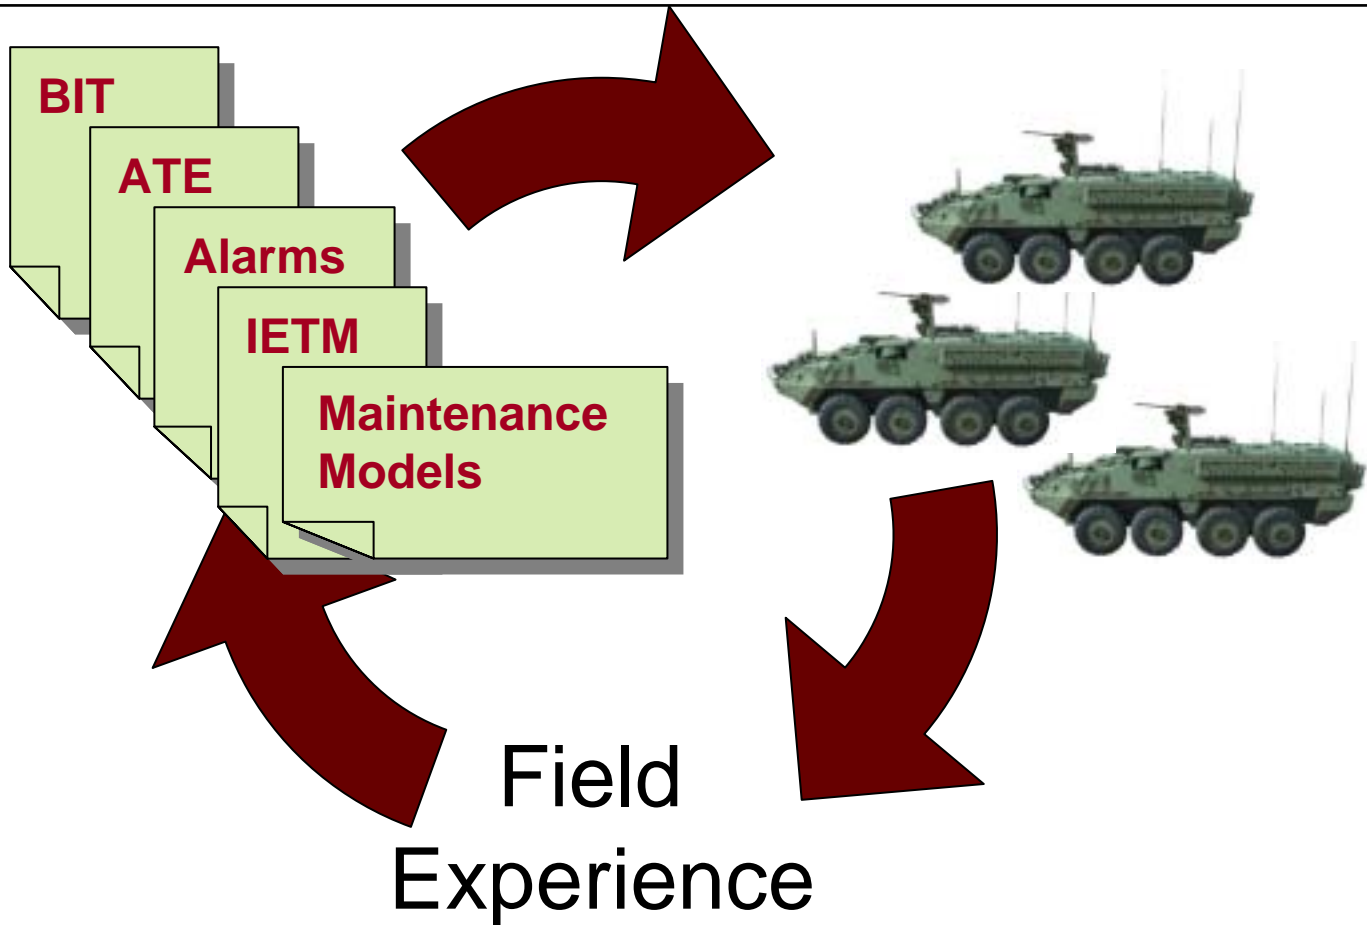 BIT
ATE
Alarms
IETM
Maintenance
Models
Field
Experience